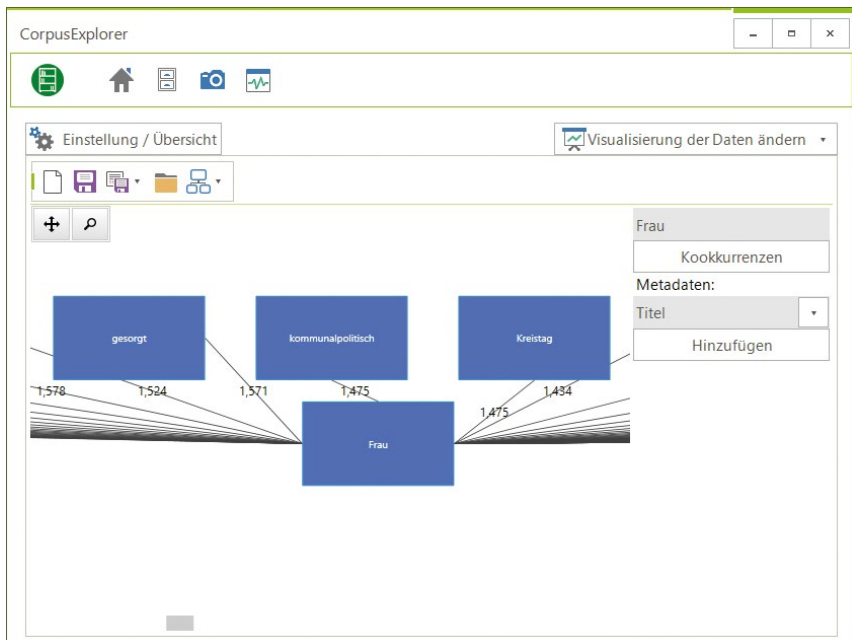 CorpusExplorer
Einstellung / Übersicht
Visualisierung der Daten ändern
Frau
Kookkurrenzen
Metadaten:
Titel
Hinzufügen
gesorgt
kommunalpolitisch
Kreistag
1,578
1,524
1,571
1,475
1,434
1,475
Frau